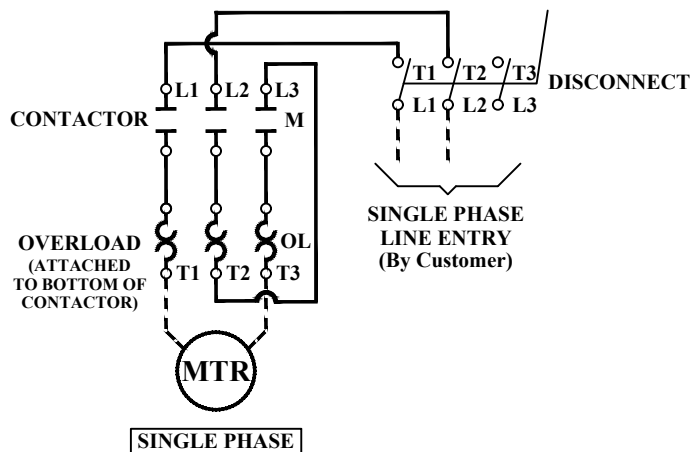 T1 T2 T3
DISCONNECT
L1 L2 L3
L1 L2 L3
CONTACTOR
M
SINGLE PHASE
LINE ENTRY
(By Customer)
OVERLOAD
(ATTACHED
TO BOTTOM OF
CONTACTOR)
OL
T1 T2 T3
MTR
SINGLE PHASE